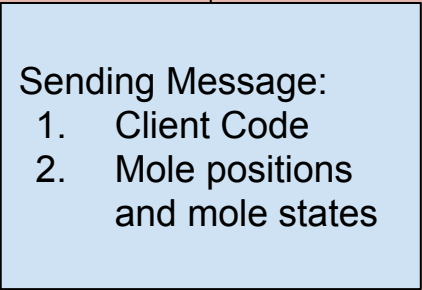 Sending Message:
1. Client Code
2. Mole positions
and mole states